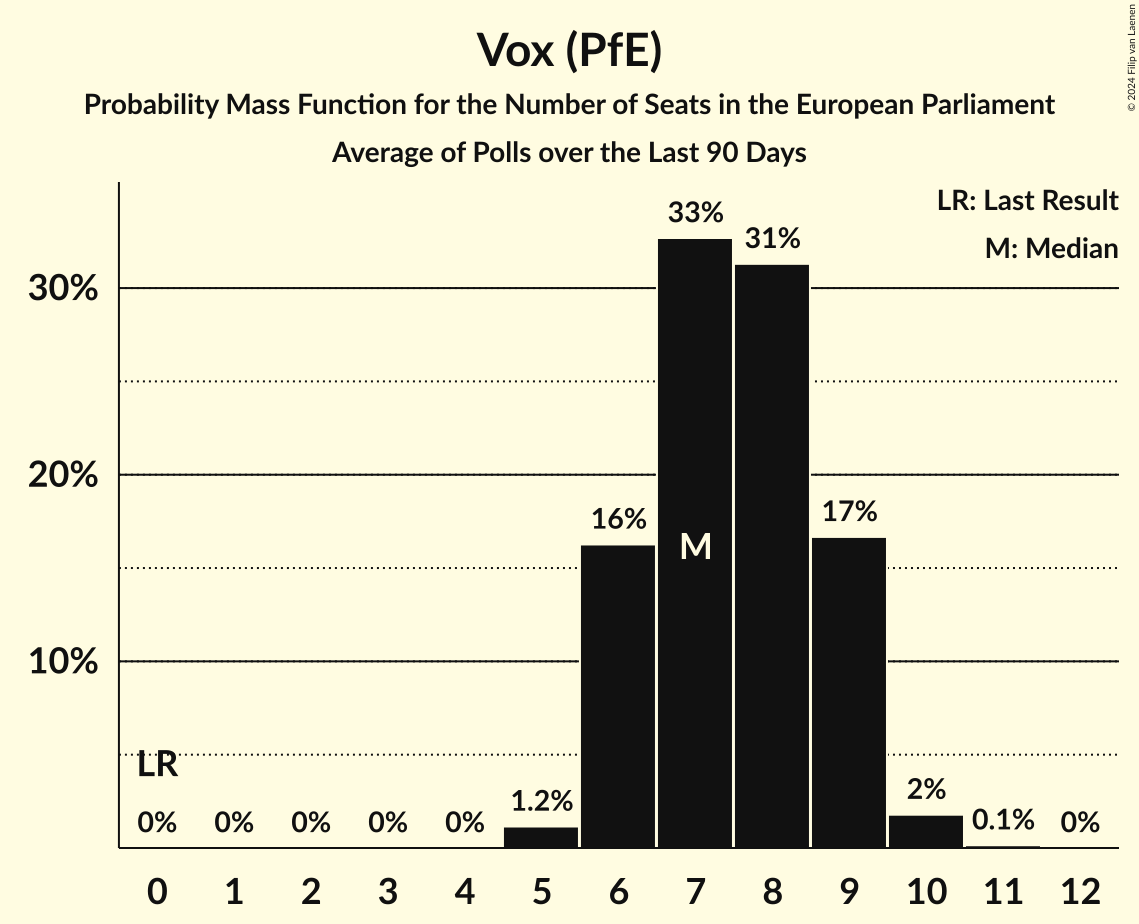 Vox (PfE)
Probability Mass Function for the Number of Seats in the European Parliament
Average of Polls over the Last 90 Days
© 2024 Filip van Laenen
LR: Last Result
M: Median
33%
31%
30%
20%
17%
16%
M
10%
LR
2%
1.2%
0.1%
0% 0% 0% 0% 0% 0%
0 1 2 3 4 5 6 7 8 9 10 11 12